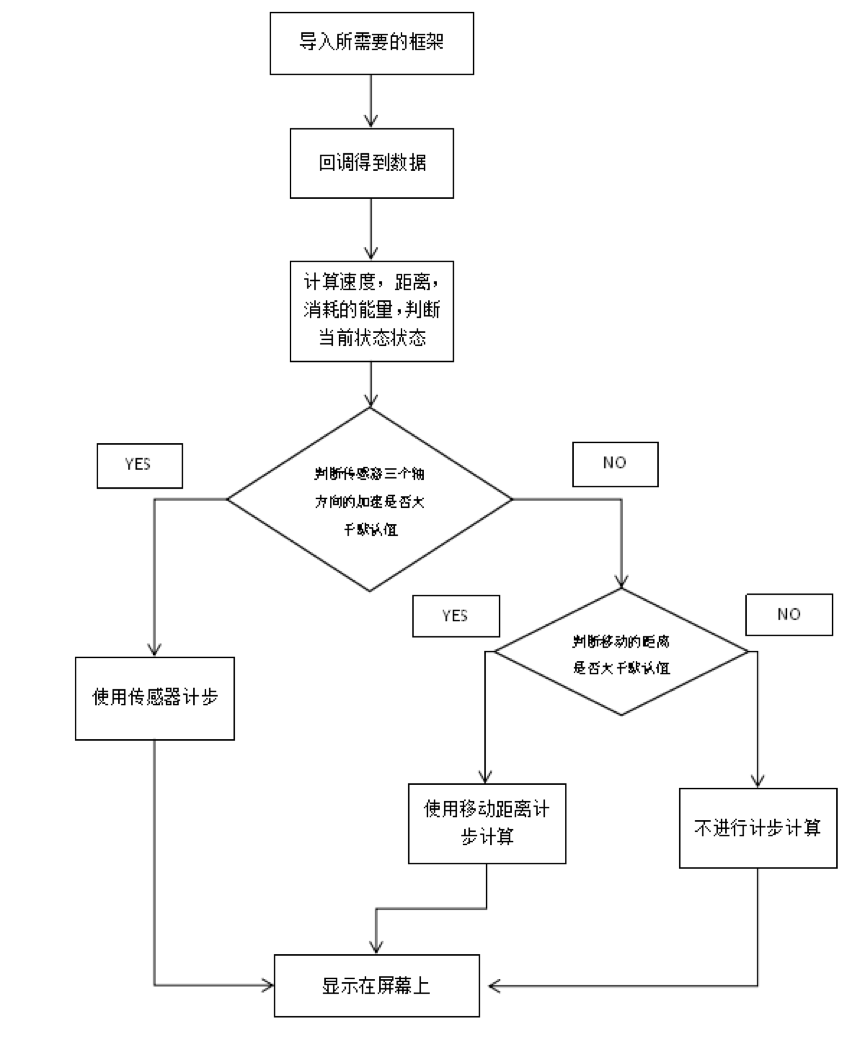 导入所需要的框架
回调得到数据
计算速度，距离，
消耗的能量，判断
当前状态状态
YES
NO
判断传感器三个轴
方向的加速是否大
于默认值
YES
NO
判断移动的距离
是否大于默认值
使用传感器计步
使用移动距离计
步计算
不进行计步计算
显示在屏幕上